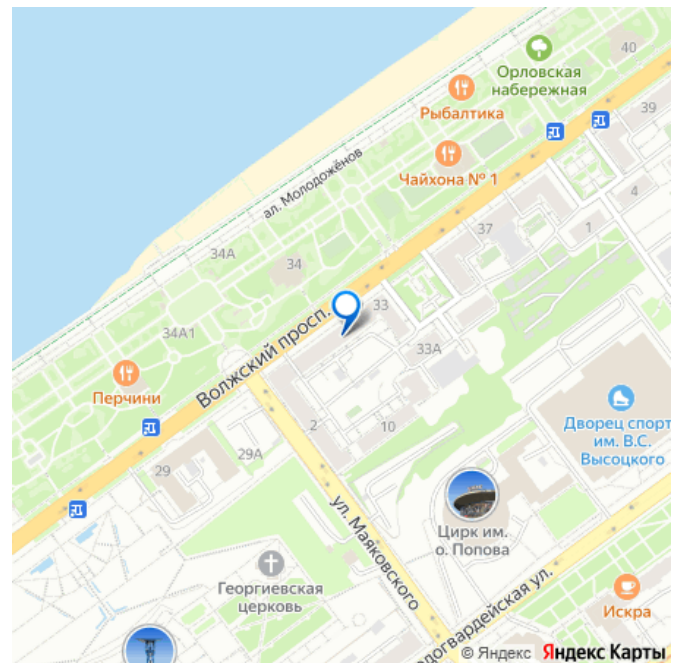 40
Орловская
набережная
Рыбалтика
39
ал. Молодожёнов
Чайхона № 1
4
37
1
34А
34
33
34А1
Волжский просп.
33А
Перчини
Дворец спорт
им. В.С.
Высоцкого
2
10
29А
29
ул. Маяковского
Цирк им.
о. Попова
Георгиевская
церковь
одогвардейская ул.
Искра
© Яндекс Яндекс Карты